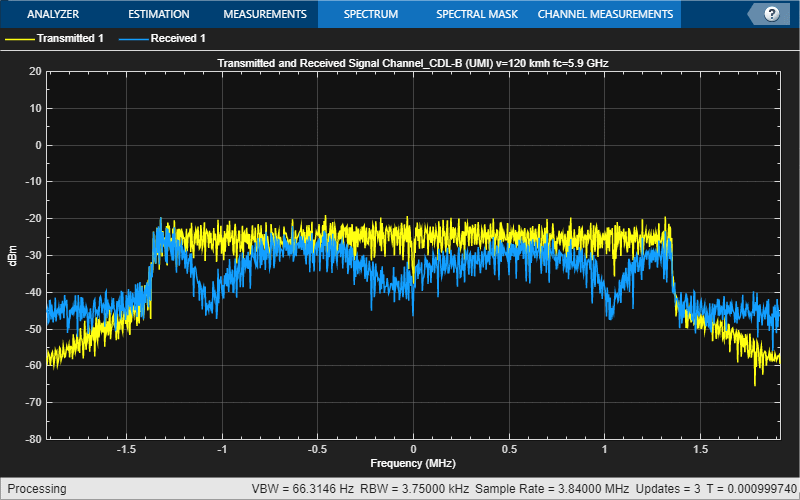 ANALYZER ESTIMATION MEASUREMENTS SPECTRUM SPECTRAL MASK CHANNEL MEASUREMENTS ?
Transmitted 1 Received 1
Transmitted and Received Signal Channel_CDL-B (UMI) v=120 kmh fc=5.9 GHz
20
10
0
-10
-20
-30
-40
-50
-60
-70
-80
dBm
-1.5 -1 -0.5 0 0.5 1 1.5
Frequency (MHz)
Processing VBW = 66.3146 Hz RBW = 3.75000 kHz Sample Rate = 3.84000 MHz Updates = 3 T = 0.000999740